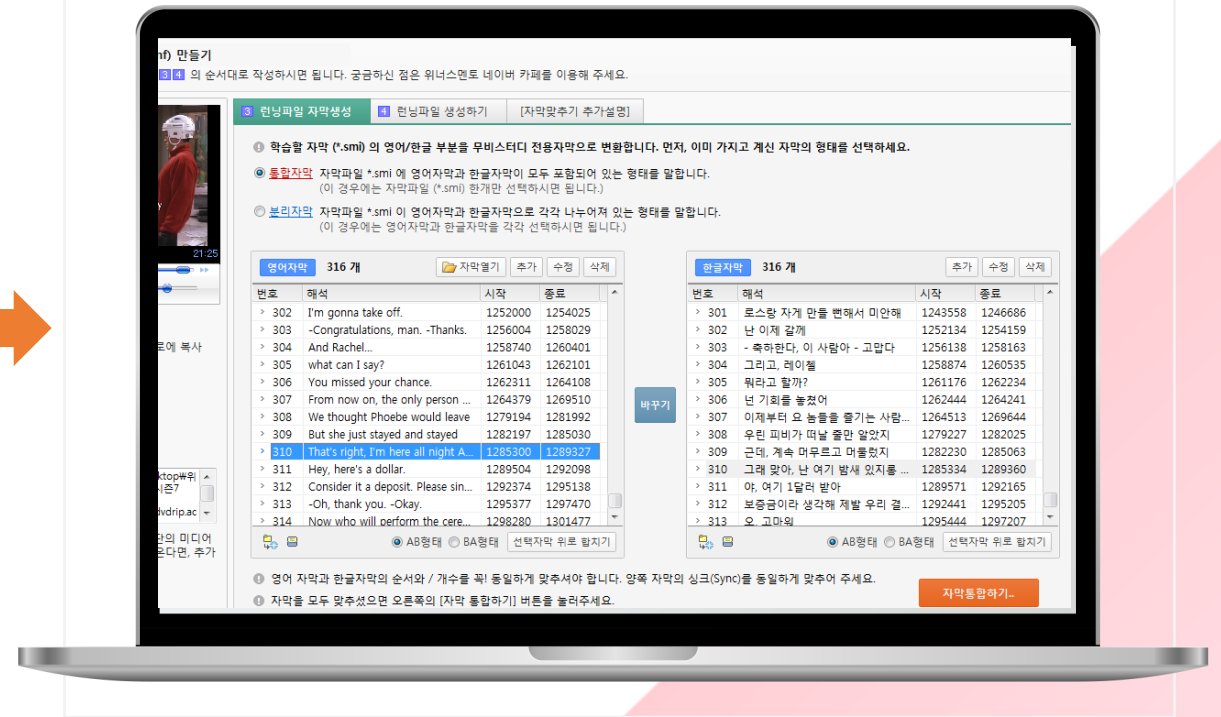 nf) 만들기
3 4 의 순서대로 작성하시면 됩니다. 궁금하신 점은 위너스멘토 네이버 카페를 이용해 주세요.
3 런닝파일 자막생성 4 런닝파일 생성하기 [자막맞추기 추가설명]
학습할 자막 (*.smi) 의 영어/한글 부분을 무비스터디 전용자막으로 변환합니다. 먼저, 이미 가지고 계신 자막의 형태를 선택하세요.
통합자막 자막파일 *.smi 에 영어자막과 한글자막이 모두 포함되어 있는 형태를 말합니다.
(이 경우에는 자막파일 (*.smi) 한개만 선택하시면 됩니다.)
분리자막 자막파일 *.smi 이 영어자막과 한글자막으로 각각 나누어져 있는 형태를 말합니다.
(이 경우에는 영어자막과 한글자막을 각각 선택하시면 됩니다.)
21:25
로에 복사
ktop₩위
시즌7
dvdrip.ac
간의 미디어
온다면, 추가
영어자막 316 개 자막열기 추가 수정 삭제
번호 해석 시작 종료
302 I'm gonna take off. 1252000 1254025
303 -Congratulations, man. -Thanks. 1256004 1258029
304 And Rachel... 1258740 1260401
305 what can I say? 1261043 1262101
306 You missed your chance. 1262311 1264108
307 From now on, the only person ... 1264379 1269510
308 We thought Phoebe would leave 1279194 1281992
309 But she just stayed and stayed 1282197 1285030
310 That's right, I'm here all night A... 1285300 1289327
311 Hey, here's a dollar. 1289504 1292098
312 Consider it a deposit. Please sin... 1292374 1295138
313 -Oh, thank you. -Okay. 1295377 1297470
314 Now who will perform the cere... 1298280 1301477
AB형태 BA형태 선택자막 위로 합치기
바꾸기
한글자막 316 개 추가 수정 삭제
번호 해석 시작 종료
301 로스랑 자게 만들 뻔해서 미안해 1243558 1246686
302 난 이제 갈께 1252134 1254159
303 - 축하한다, 이 사람아 - 고맙다 1256138 1258163
304 그리고, 레이첼 1258874 1260535
305 뭐라고 할까? 1261176 1262234
306 넌 기회를 놓쳤어 1262444 1264241
307 이제부터 요 놈들을 즐기는 사람... 1264513 1269644
308 우린 피비가 떠날 줄만 알았지 1279227 1282025
309 근데, 계속 머무르고 머물렀지 1282230 1285063
310 그래 맞아, 난 여기 밤새 있지롱 ... 1285334 1289360
311 야, 여기 1달러 받아 1289571 1292165
312 보증금이라 생각해 제발 우리 결... 1292441 1295205
313 오, 고마워 1295444 1297207
AB형태 BA형태 선택자막 위로 합치기
영어 자막과 한글자막의 순서와 / 개수를 꼭! 동일하게 맞추셔야 합니다. 양쪽 자막의 싱크(Sync)를 동일하게 맞추어 주세요.
자막을 모두 맞추셨으면 오른쪽의 [자막 통합하기] 버튼을 눌러주세요.
자막통합하기..